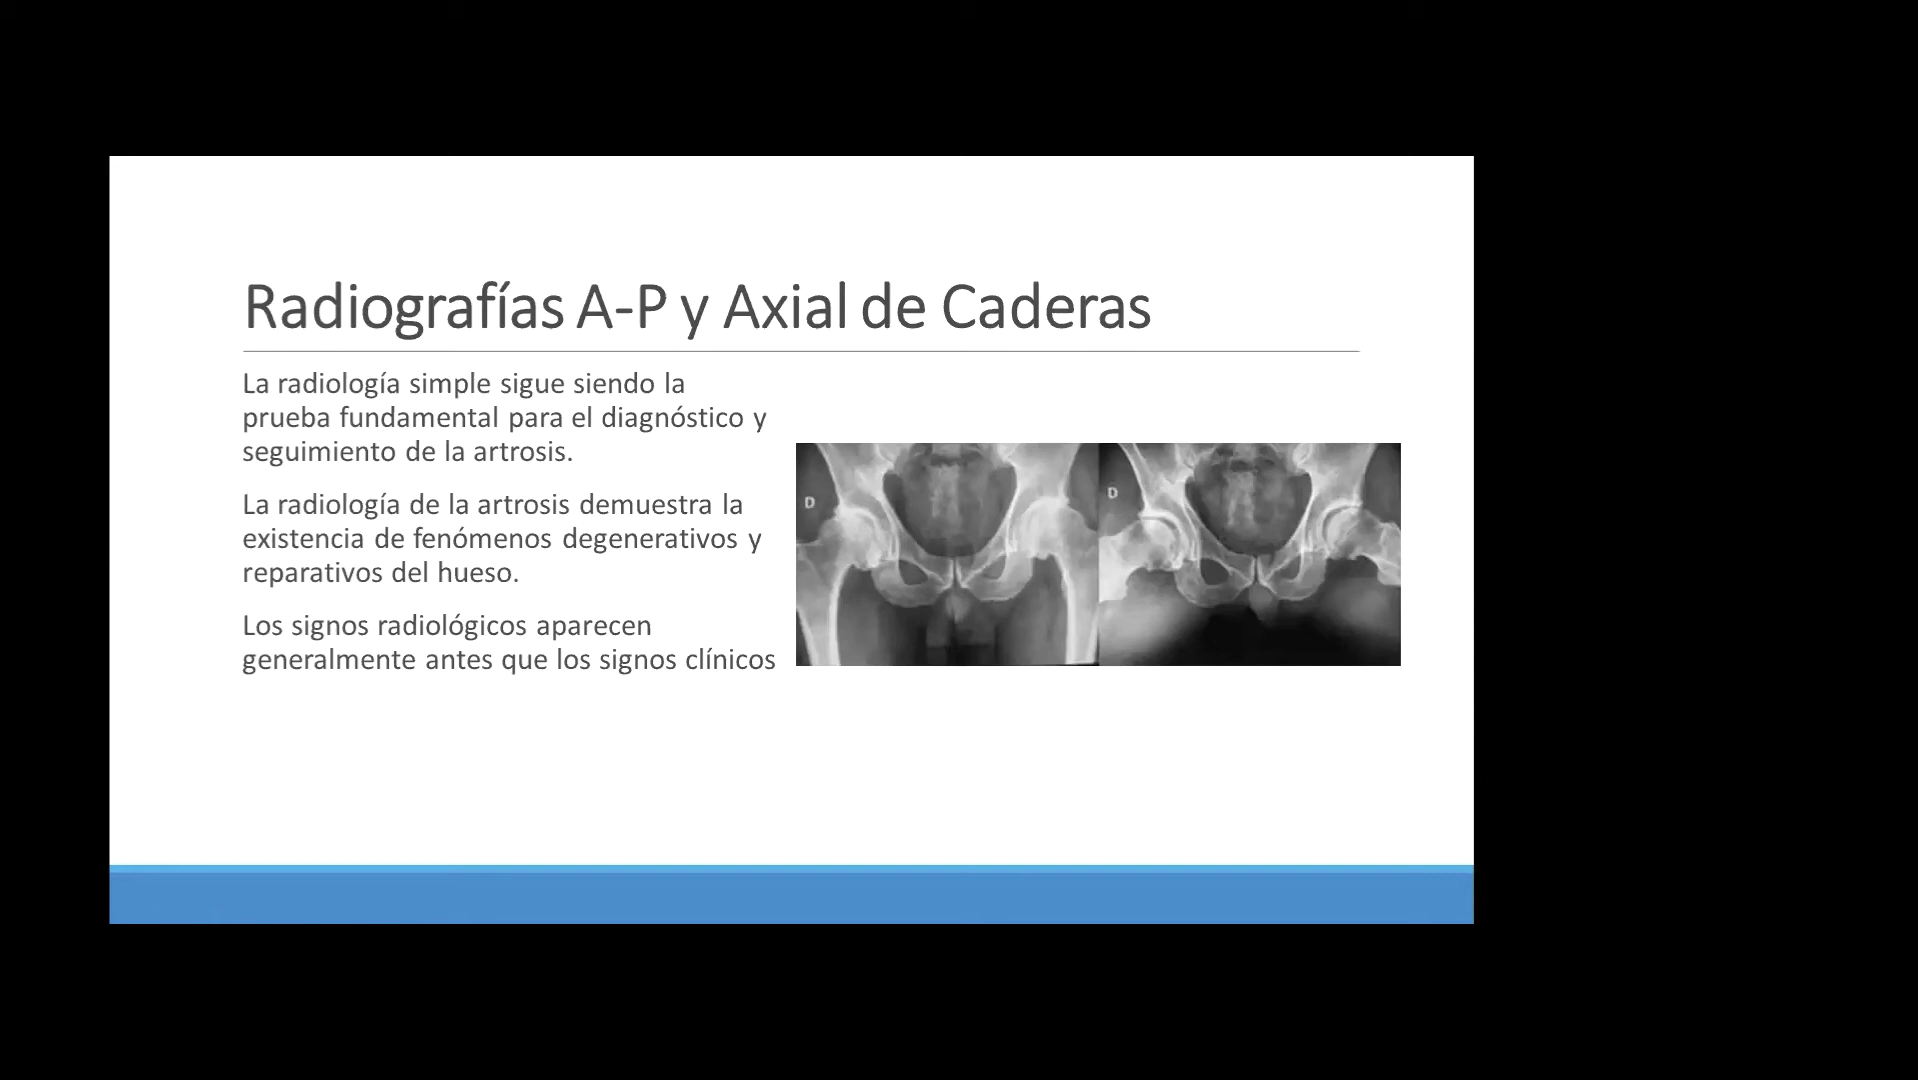 Radiografías A-P y Axial de Caderas
La radiología simple sigue siendo la
prueba fundamental para el diagnóstico y
seguimiento de la artrosis.
La radiología de la artrosis demuestra la
existencia de fenómenos degenerativos y
reparativos del hueso.
Los signos radiológicos aparecen
generalmente antes que los signos clínicos
D
D